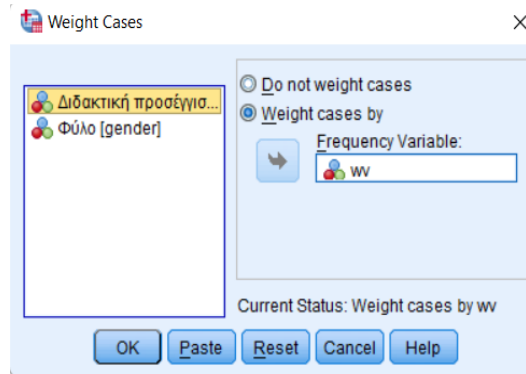 Weight Cases
Διδακτική προσέγγισ...
Φύλο [gender]
Do not weight cases
Weight cases by
Frequency Variable:
wv
Current Status: Weight cases by wv
OK Paste Reset Cancel Help